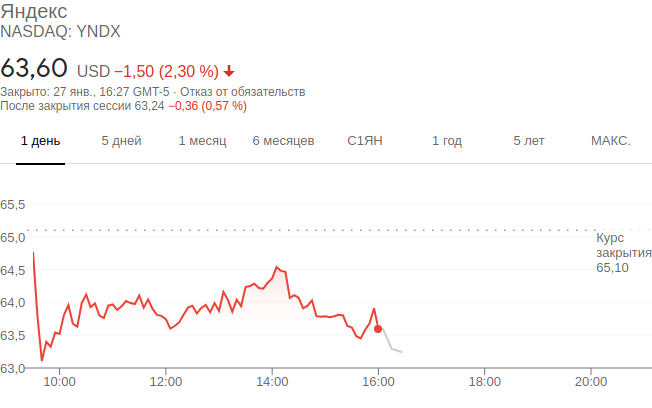 Яндекс
NASDAQ: YNDX
63,60 USD −1,50 (2,30 %)
Закрыто: 27 янв., 16:27 GMT-5 · Отказ от обязательств
После закрытия сессии 63,24 −0,36 (0,57 %)
1 день 5 дней 1 месяц 6 месяцев С1ЯН 1 год 5 лет МАКС.
65,5
65,0
Курс
закрытия
65,10
64,5
64,0
63,5
63,0
10:00 12:00 14:00 16:00 18:00 20:00